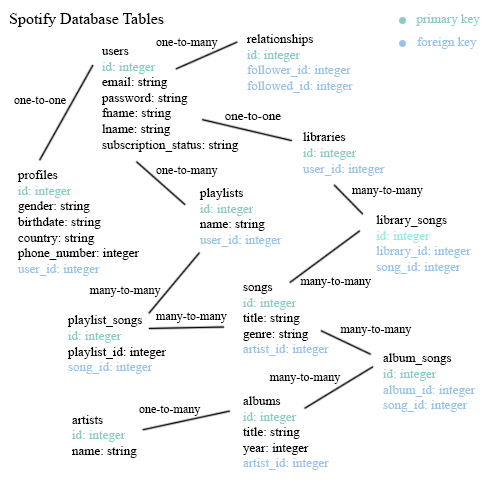 Spotify Database Tables
primary key
foreign key
users
id: integer
email: string
password: string
fname: string
lname: string
subscription_status: string
one-to-many
relationships
id: integer
follower_id: integer
followed_id: integer
one-to-one
one-to-one
libraries
id: integer
user_id: integer
profiles
id: integer
gender: string
birthdate: string
country: string
phone_number: integer
user_id: integer
one-to-many
playlists
id: integer
name: string
user_id: integer
many-to-many
library_songs
id: integer
library_id: integer
song_id: integer
many-to-many
many-to-many
songs
id: integer
title: string
genre: string
artist_id: integer
playlist_songs
id: integer
playlist_id: integer
song_id: integer
many-to-many
many-to-many
album_songs
id: integer
album_id: integer
song_id: integer
many-to-many
artists
id: integer
name: string
one-to-many
albums
id: integer
title: string
year: integer
artist_id: integer